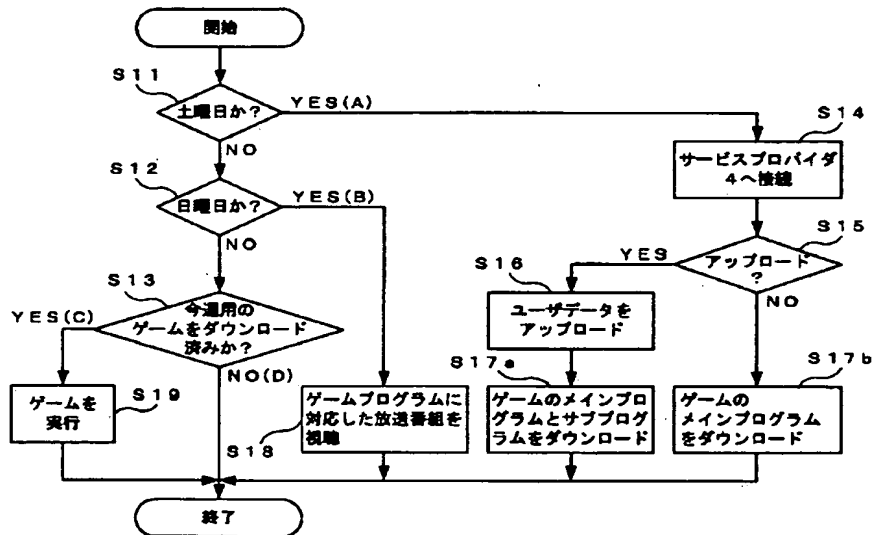 開始
S11
土曜日か?
YES(A)
NO
S14
サービスプロバイダ
4へ接続
S12
日曜日か?
YES(B)
NO
S15
アップロード
?
YES
NO
S13
今週用の
ゲームをダウンロード
済みか?
YES(C)
NO(D)
S16
ユーザデータを
アップロード
S19
ゲームを
実行
S18
ゲームプログラムに
対応した放送番組を
視聴
S17a
ゲームのメインプロ
グラムとサブプログ
ラムをダウンロード
S17b
ゲームの
メインプログラム
をダウンロード
終了